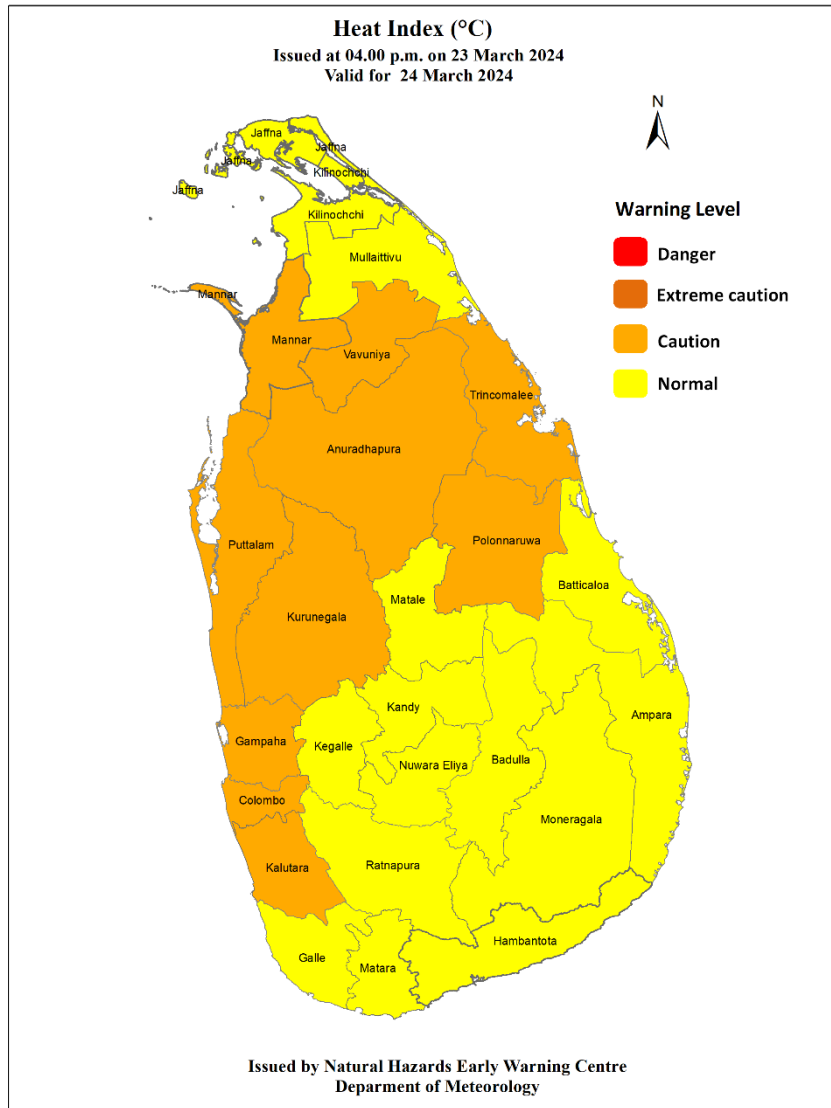 Heat Index (°C)
Issued at 04.00 p.m. on 23 March 2024
Valid for 24 March 2024
N
Jaffna
Jaffna
Jaffna
Kilinochchi
Jaffna
Kilinochchi
Mullaittivu
Mannar
Mannar
Vavuniya
Trincomalee
Anuradhapura
Puttalam
Polonnaruwa
Batticaloa
Matale
Kurunegala
Kandy
Ampara
Gampaha
Kegalle
Nuwara Eliya
Badulla
Colombo
Moneragala
Kalutara
Ratnapura
Hambantota
Galle
Matara
Warning Level
Danger
Extreme caution
Caution
Normal
Issued by Natural Hazards Early Warning Centre
Deparment of Meteorology